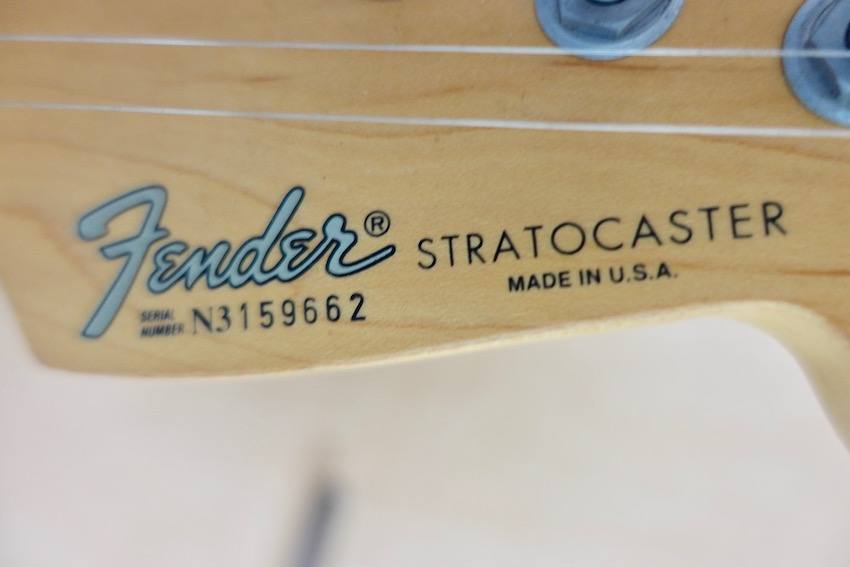 Fender® STRATOCASTER
MADE IN U.S.A.
SERIAL
NUMBER N3159662